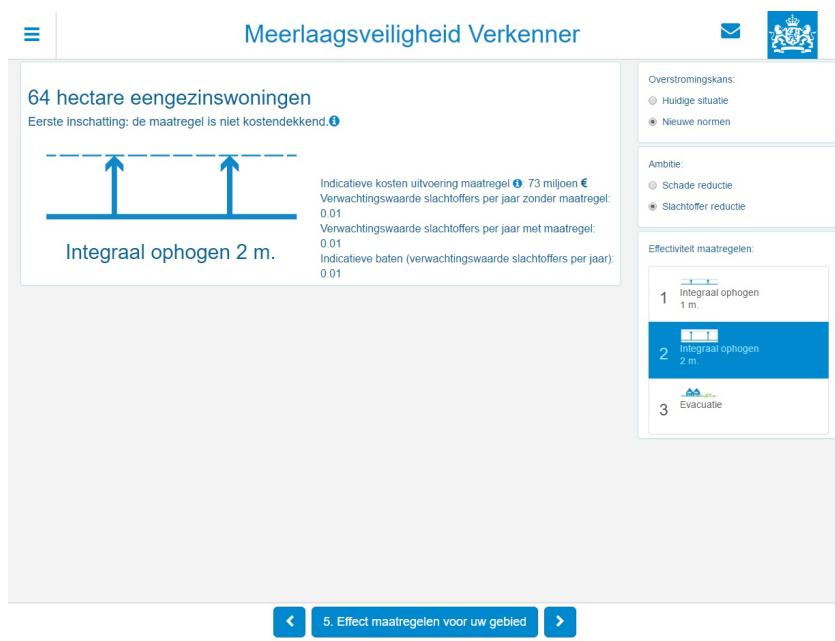 Meerlaagsveiligheid Verkenner
64 hectare eengezinswoningen
Eerste inschatting: de maatregel is niet kostendekkend.
Integraal ophogen 2 m.
Indicatieve kosten uitvoering maatregel : 73 miljoen €
Verwachtingswaarde slachtoffers per jaar zonder maatregel:
0.01
Verwachtingswaarde slachtoffers per jaar met maatregel:
0.01
Indicatieve baten (verwachtingswaarde slachtoffers per jaar):
0.01
Overstromingskans:
Huidige situatie
Nieuwe normen
Ambitie:
Schade reductie
Slachtoffer reductie
Effectiviteit maatregelen:
1
Integraal ophogen
1 m.
2
Integraal ophogen
2 m.
3
Evacuatie
5. Effect maatregelen voor uw gebied